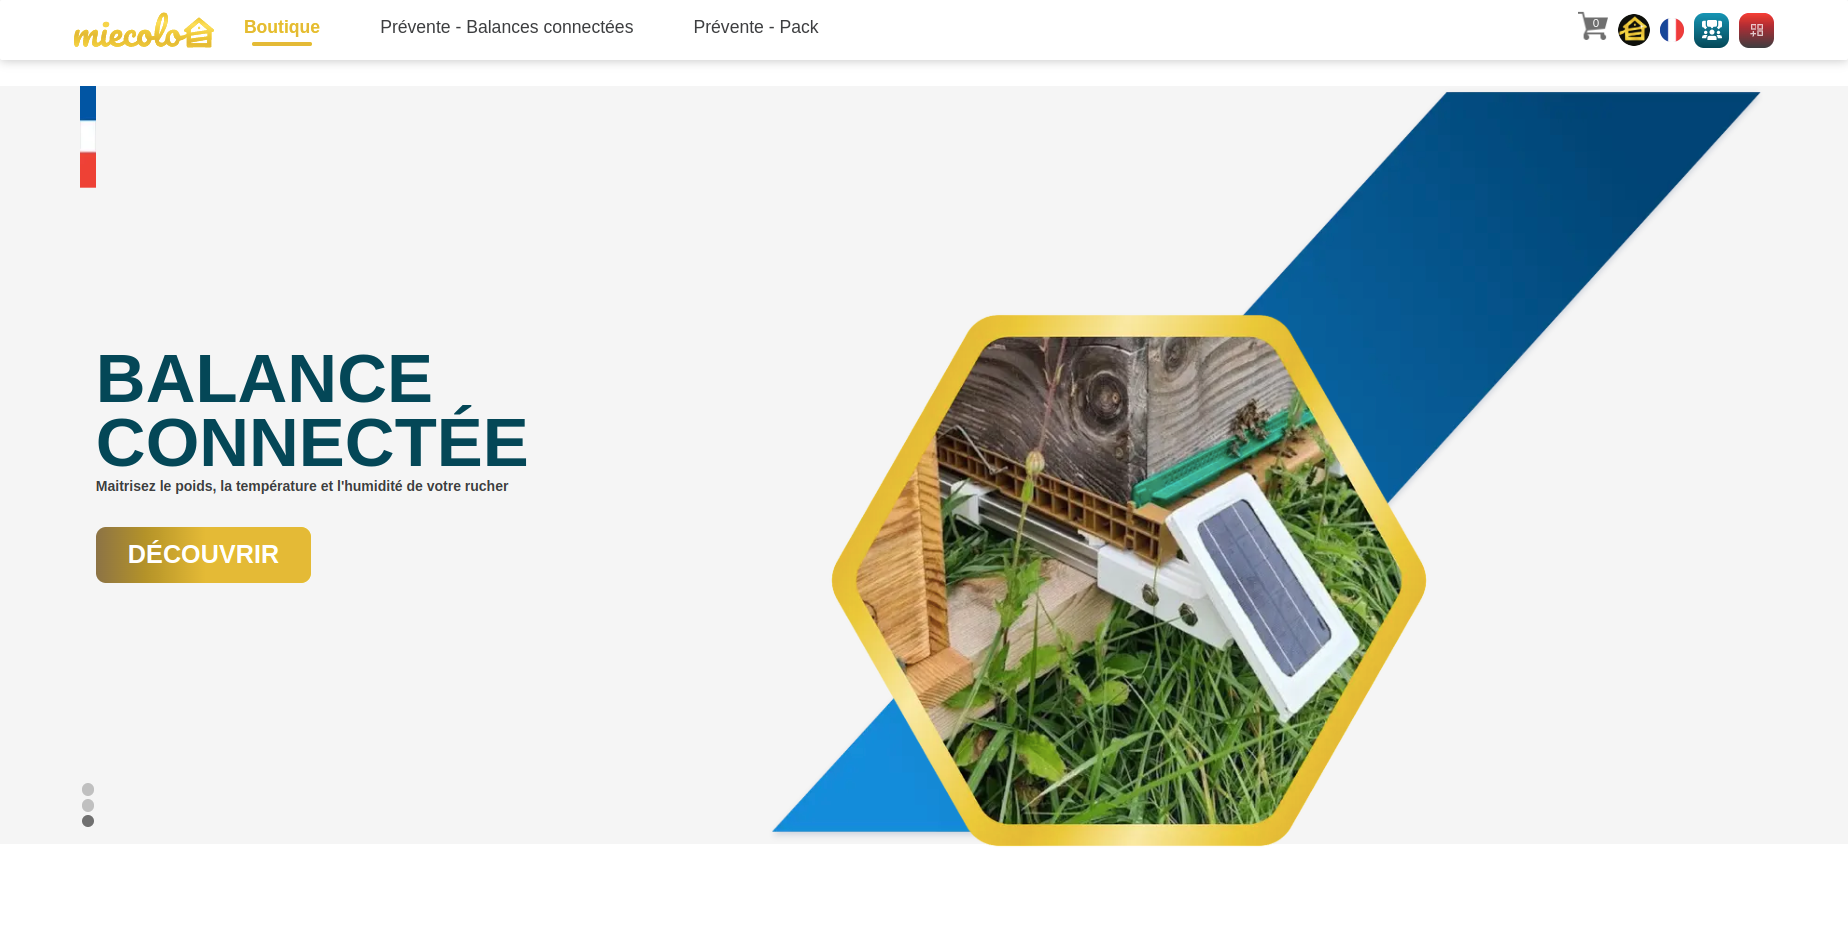 miecolo
Boutique
Prévente - Balances connectées
Prévente - Pack
0
BALANCE
CONNECTÉE
Maitrisez le poids, la température et l'humidité de votre rucher
DÉCOUVRIR